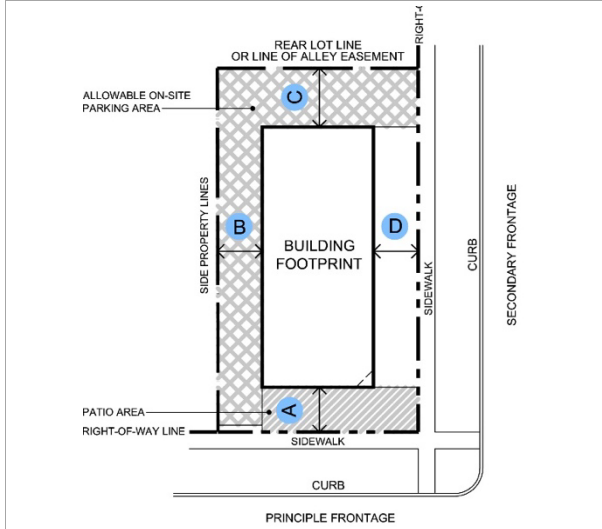 RIGHT-
REAR LOT LINE
OR LINE OF ALLEY EASEMENT
ALLOWABLE ON-SITE
PARKING AREA
C
SIDE PROPERTY LINES
B
D
BUILDING
FOOTPRINT
SIDEWALK
CURB
SECONDARY FRONTAGE
A
PATIO AREA
RIGHT-OF-WAY LINE
SIDEWALK
CURB
PRINCIPLE FRONTAGE